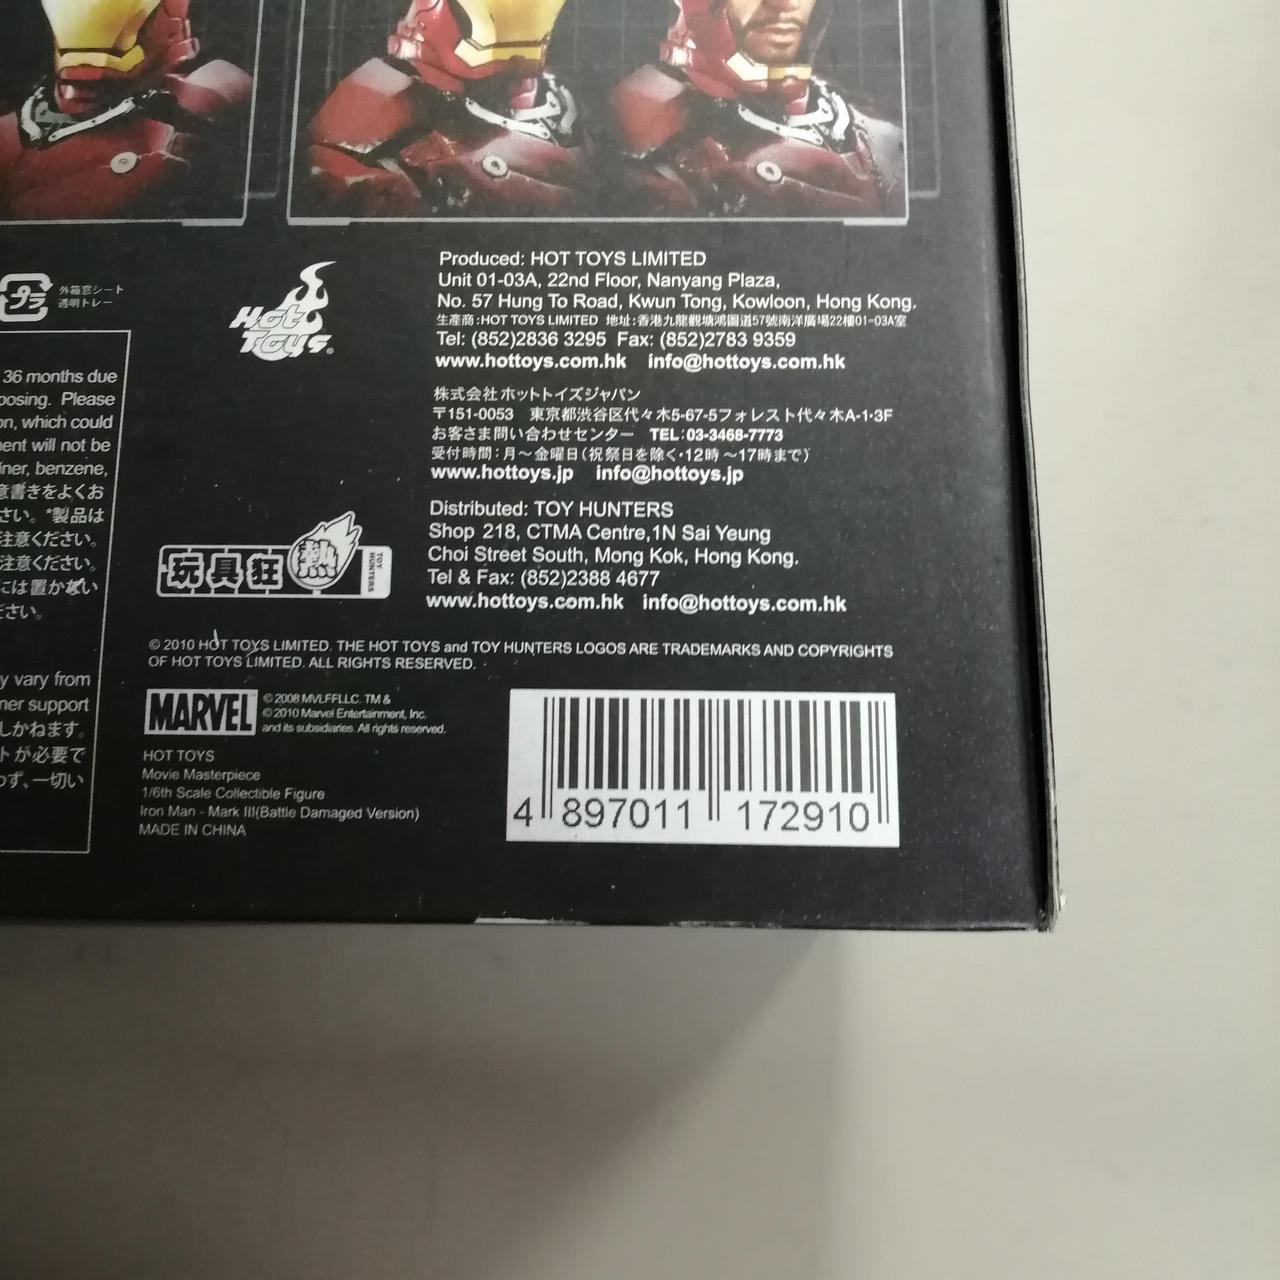 外箱窓シート
プラ
透明トレー
Hot
Toys®
Produced: HOT TOYS LIMITED
Unit 01-03A, 22nd Floor, Nanyang Plaza,
No. 57 Hung To Road, Kwun Tong, Kowloon, Hong Kong.
生產商:HOT TOYS LIMITED 地址:香港九龍觀塘鴻圖道57號南洋廣場22樓01-03A室
Tel: (852)2836 3295 Fax: (852)2783 9359
www.hottoys.com.hk info@hottoys.com.hk
株式会社ホットトイズジャパン
〒151-0053 東京都渋谷区代々木5-67-5フォレスト代々木A-1・3F
お客さま問い合わせセンター TEL:03-3468-7773
受付時間:月〜金曜日(祝祭日を除く・12時〜17時まで)
www.hottoys.jp info@hottoys.jp
Distributed: TOY HUNTERS
Shop 218, CTMA Centre,1N Sai Yeung
Choi Street South, Mong Kok, Hong Kong.
Tel & Fax: (852)2388 4677
www.hottoys.com.hk info@hottoys.com.hk
玩具狂熱
TOY
HUNTERS
36 months due
posing. Please
on, which could
ment will not be
iner, benzene,
意書きをよくお
さい。*製品は
注意ください。
注意ください。
には置かない
ださい。
y vary from
mer support
しかねます。
トが必要で
わず、一切い
© 2010 HOT TOYS LIMITED. THE HOT TOYS and TOY HUNTERS LOGOS ARE TRADEMARKS AND COPYRIGHTS
OF HOT TOYS LIMITED. ALL RIGHTS RESERVED.
MARVEL
© 2008 MVLFFLLC. TM &
© 2010 Marvel Entertainment, Inc.
and its subsidiaries. All rights reserved.
HOT TOYS
Movie Masterpiece
1/6th Scale Collectible Figure
Iron Man - Mark III(Battle Damaged Version)
MADE IN CHINA
4 897011 172910